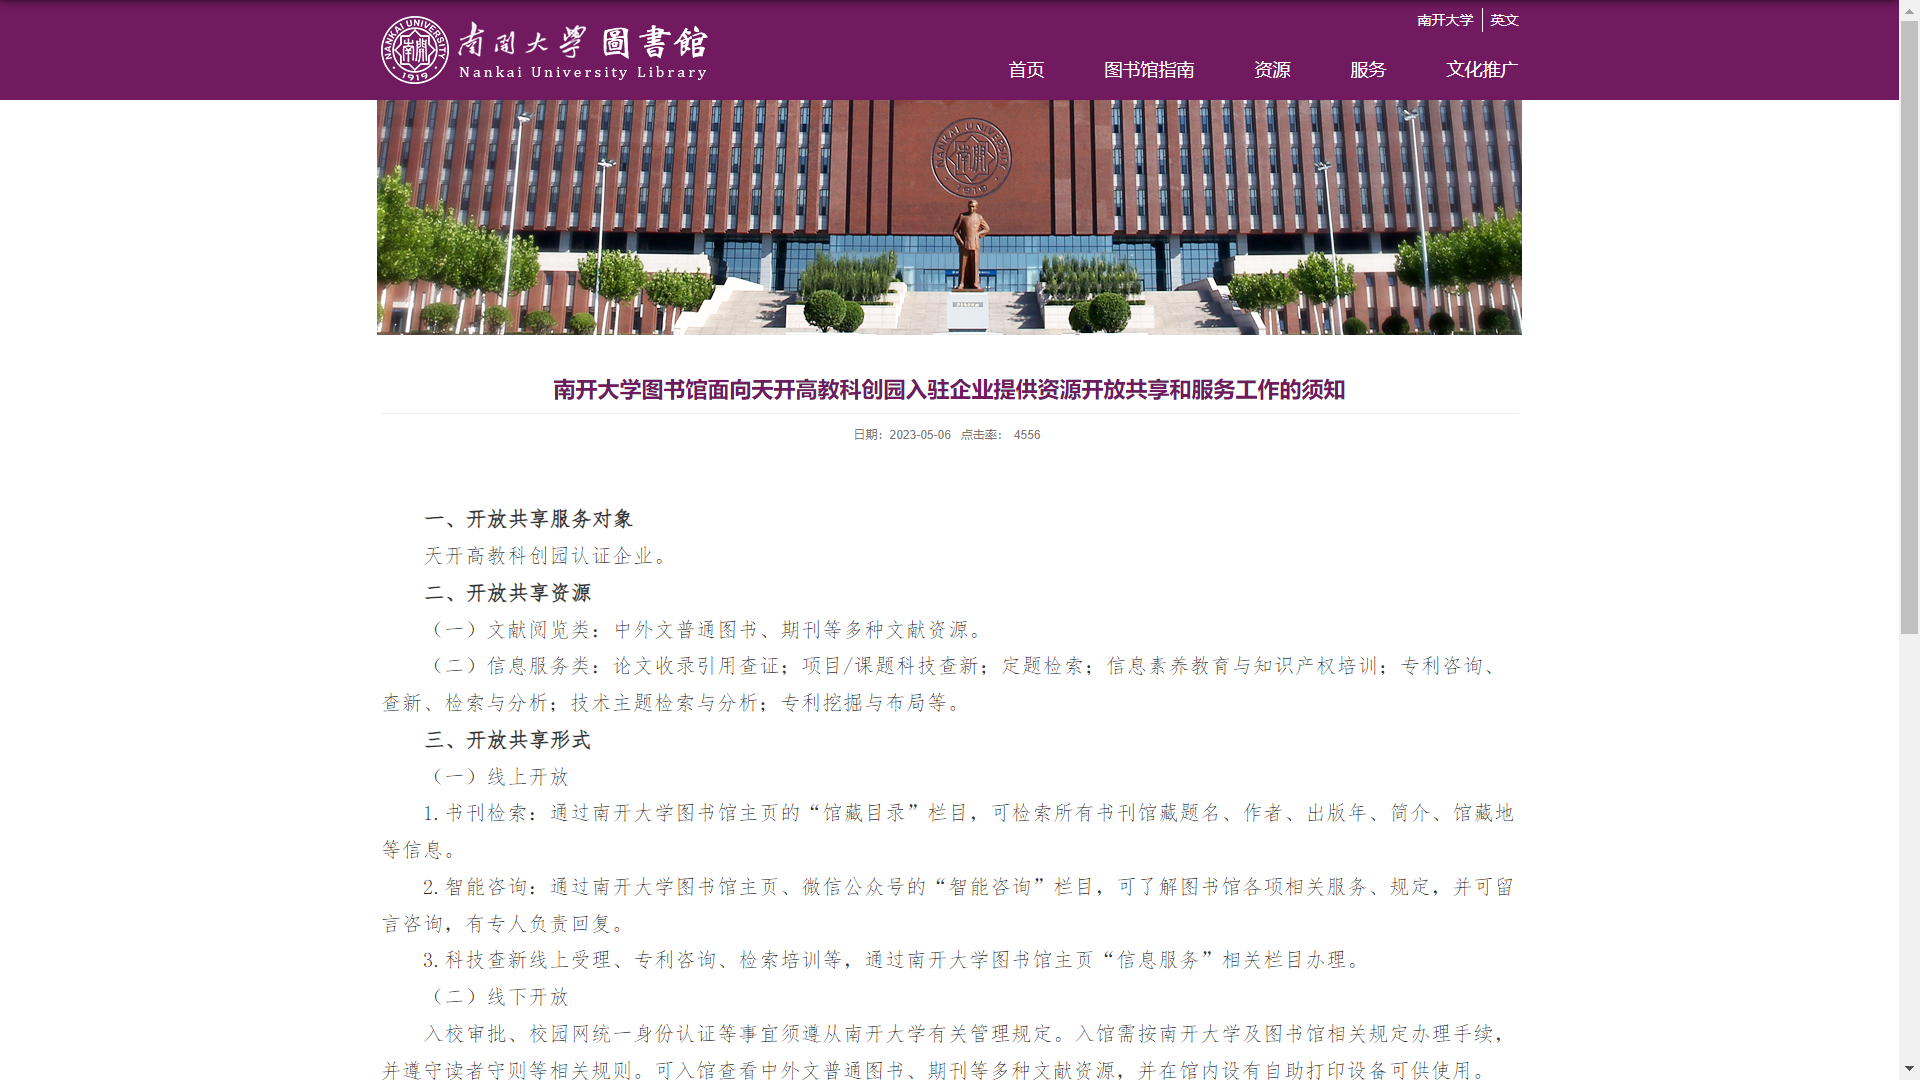 南开大学 英文
NANKAI UNIVERSITY 南開 1919 南開大學 圖書館
Nankai University Library
首页 图书馆指南 资源 服务 文化推广
NANKAI UNIVERSITY
南開
1919
南开大学图书馆面向天开高教科创园入驻企业提供资源开放共享和服务工作的须知
日期：2023-05-06 点击率： 4556
一、开放共享服务对象
天开高教科创园认证企业。
二、开放共享资源
（一）文献阅览类：中外文普通图书、期刊等多种文献资源。
（二）信息服务类：论文收录引用查证；项目/课题科技查新；定题检索；信息素养教育与知识产权培训；专利咨询、
查新、检索与分析；技术主题检索与分析；专利挖掘与布局等。
三、开放共享形式
（一）线上开放
1.书刊检索：通过南开大学图书馆主页的“馆藏目录”栏目，可检索所有书刊馆藏题名、作者、出版年、简介、馆藏地
等信息。
2.智能咨询：通过南开大学图书馆主页、微信公众号的“智能咨询”栏目，可了解图书馆各项相关服务、规定，并可留
言咨询，有专人负责回复。
3.科技查新线上受理、专利咨询、检索培训等，通过南开大学图书馆主页“信息服务”相关栏目办理。
（二）线下开放
入校审批、校园网统一身份认证等事宜须遵从南开大学有关管理规定。入馆需按南开大学及图书馆相关规定办理手续，
并遵守读者守则等相关规则。可入馆查看中外文普通图书、期刊等多种文献资源，并在馆内设有自助打印设备可供使用。